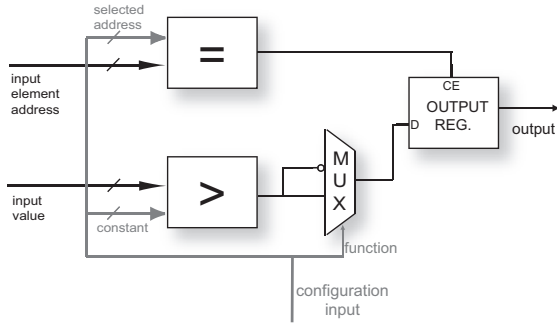 selected
address
=
input
element
address
CE
OUTPUT
REG.
D
output
input
value
>
constant
M
U
X
function
configuration
input